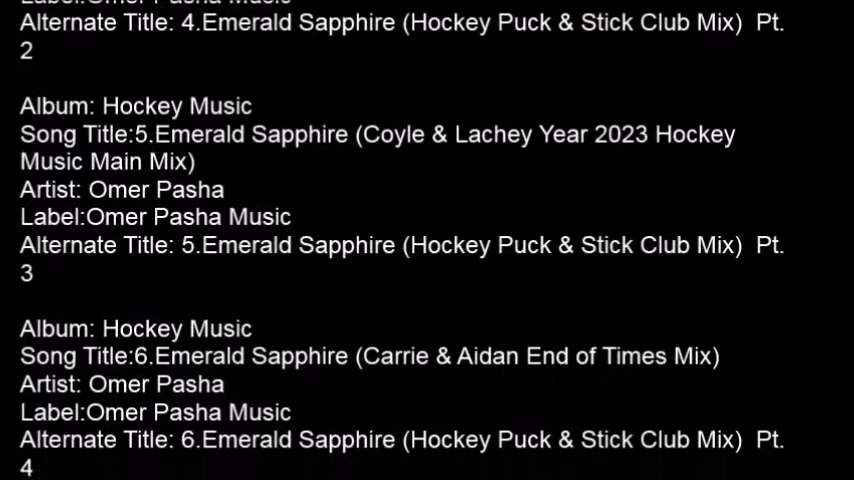 Label:Omer Pasha Music
Alternate Title: 4.Emerald Sapphire (Hockey Puck & Stick Club Mix)  Pt.
2
Album: Hockey Music
Song Title:5.Emerald Sapphire (Coyle & Lachey Year 2023 Hockey
Music Main Mix)
Artist: Omer Pasha
Label:Omer Pasha Music
Alternate Title: 5.Emerald Sapphire (Hockey Puck & Stick Club Mix)  Pt.
3
Album: Hockey Music
Song Title:6.Emerald Sapphire (Carrie & Aidan End of Times Mix)
Artist: Omer Pasha
Label:Omer Pasha Music
Alternate Title: 6.Emerald Sapphire (Hockey Puck & Stick Club Mix)  Pt.
4